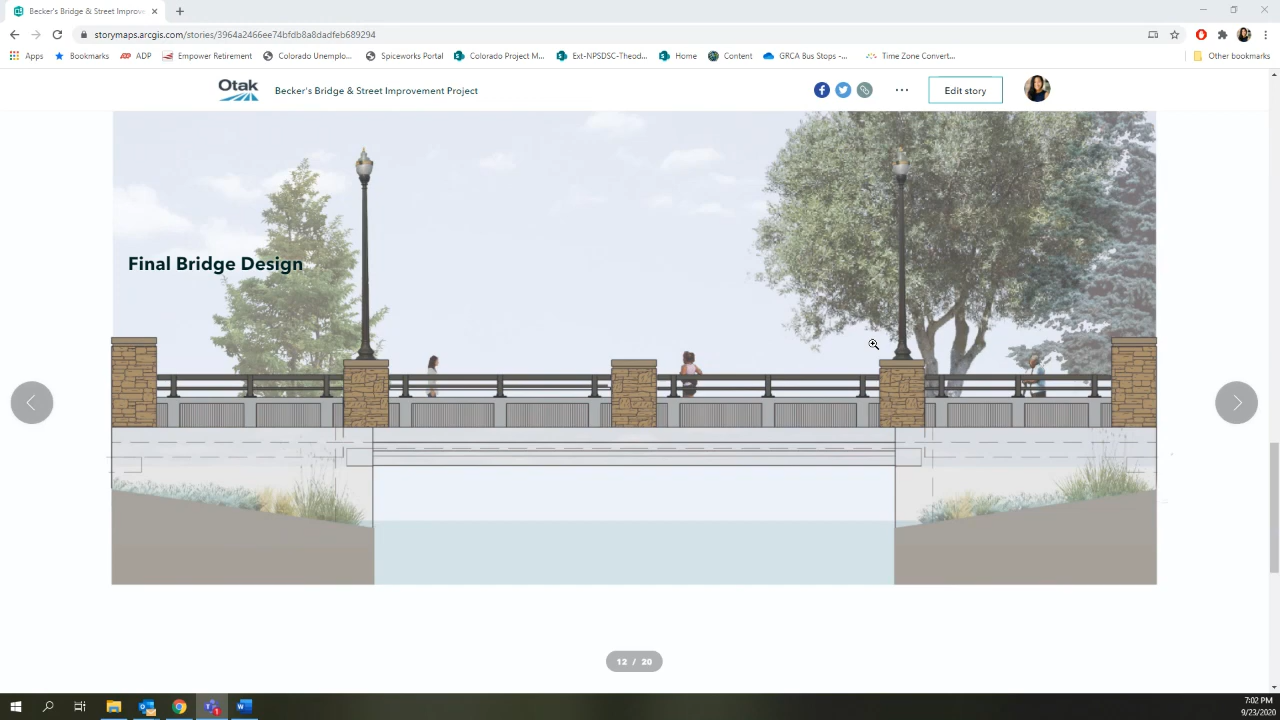 Becker's Bridge & Street Improve
storymaps.arcgis.com/stories/3964a2466ee74bfdb8a8dadfeb689294
Apps
Bookmarks
ADP
Empower Retirement
Colorado Unemplo...
Spiceworks Portal
Colorado Project M...
Ext-NPSDSC-Theod...
Home
Content
GRCA Bus Stops –...
Time Zone Convert...
Other bookmarks
Otak
Becker's Bridge & Street Improvement Project
Edit story
Final Bridge Design
12 / 20
7:02 PM
9/23/2020